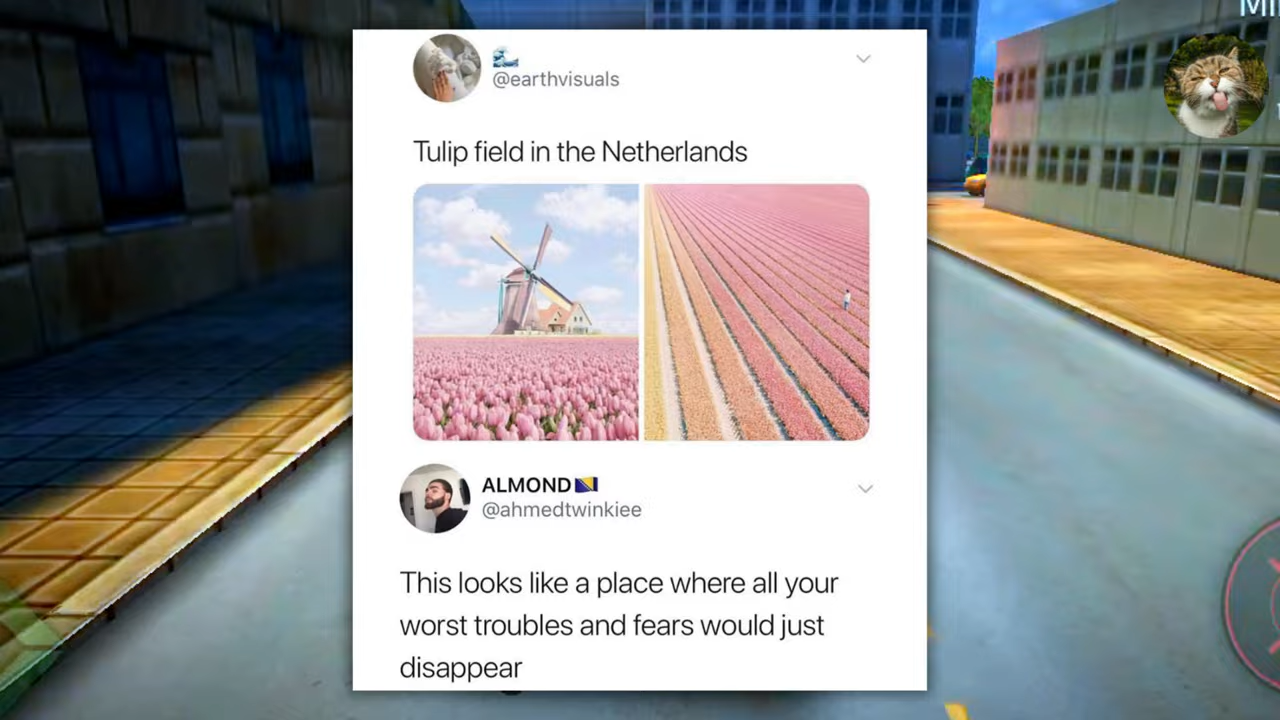 @earthvisuals
Tulip field in the Netherlands
ALMOND
@ahmedtwinkiee
This looks like a place where all your
worst troubles and fears would just
disappear